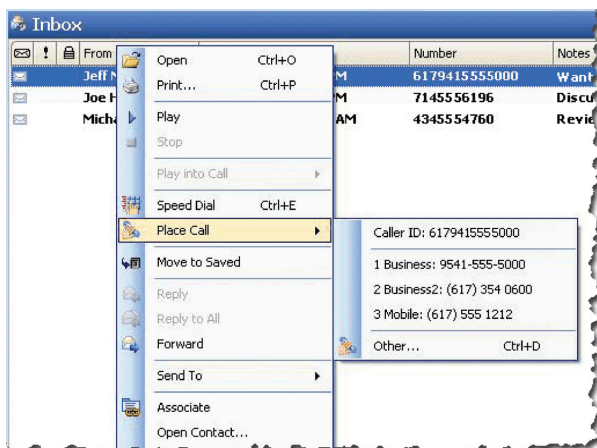 Inbox
! From Number Notes
Jeff M 6179415555000 Want
Joe H M 7145556196 Discu
Micha AM 4345554760 Revie
Open Ctrl+O
Print... Ctrl+P
Play
Stop
Play into Call
Speed Dial Ctrl+E
Place Call
Move to Saved
Reply
Reply to All
Forward
Send To
Associate
Open Contact...
Caller ID: 6179415555000
1 Business: 9541-555-5000
2 Business2: (617) 354 0600
3 Mobile: (617) 555 1212
Other... Ctrl+D